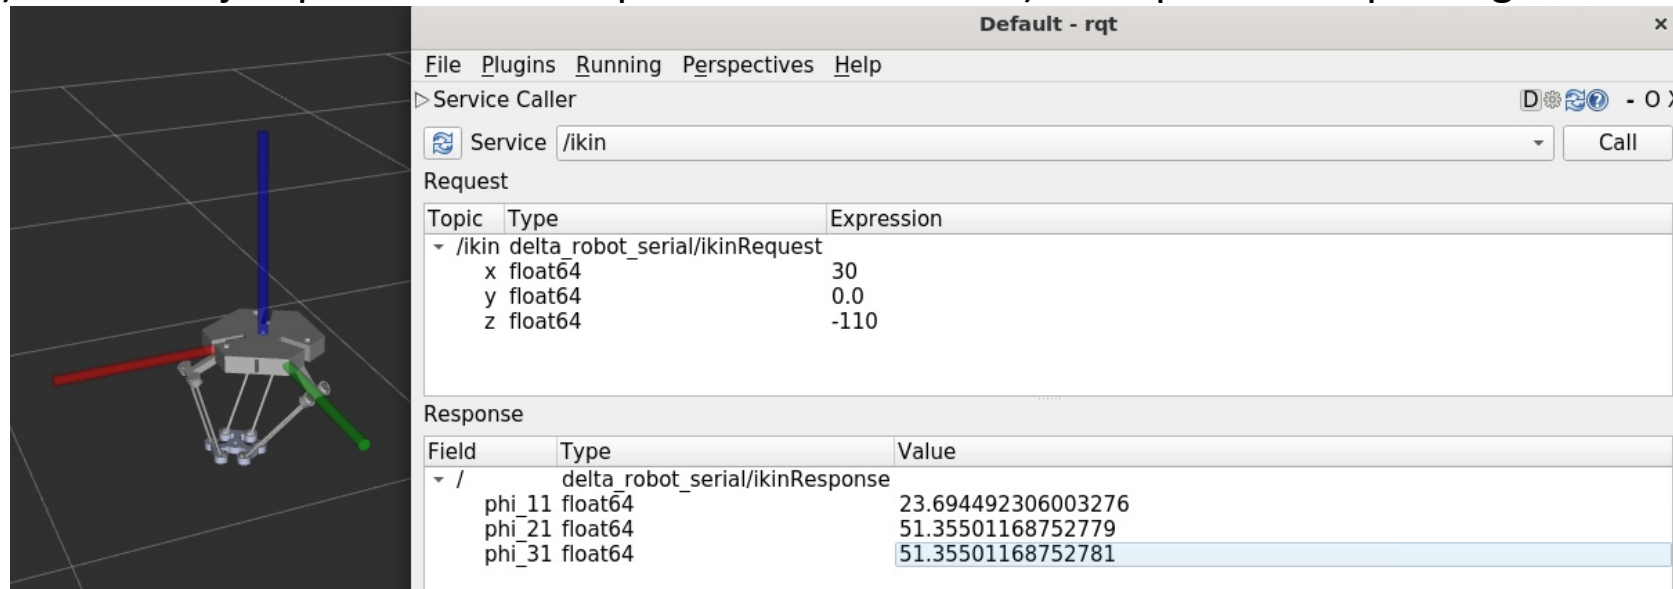 Default - rqt ×
File Plugins Running Perspectives Help
Service Caller D - O X
Service /ikin Call
Request
Topic Type Expression
/ikin delta_robot_serial/ikinRequest
x float64 30
y float64 0.0
z float64 -110
Response
Field Type Value
/ delta_robot_serial/ikinResponse
phi_11 float64 23.694492306003276
phi_21 float64 51.35501168752779
phi_31 float64 51.35501168752781